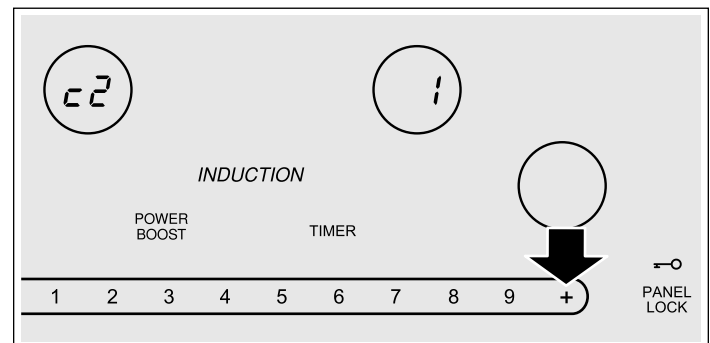 c2 1
INDUCTION
POWER
BOOST
TIMER
1 2 3 4 5 6 7 8 9 +
PANEL
LOCK